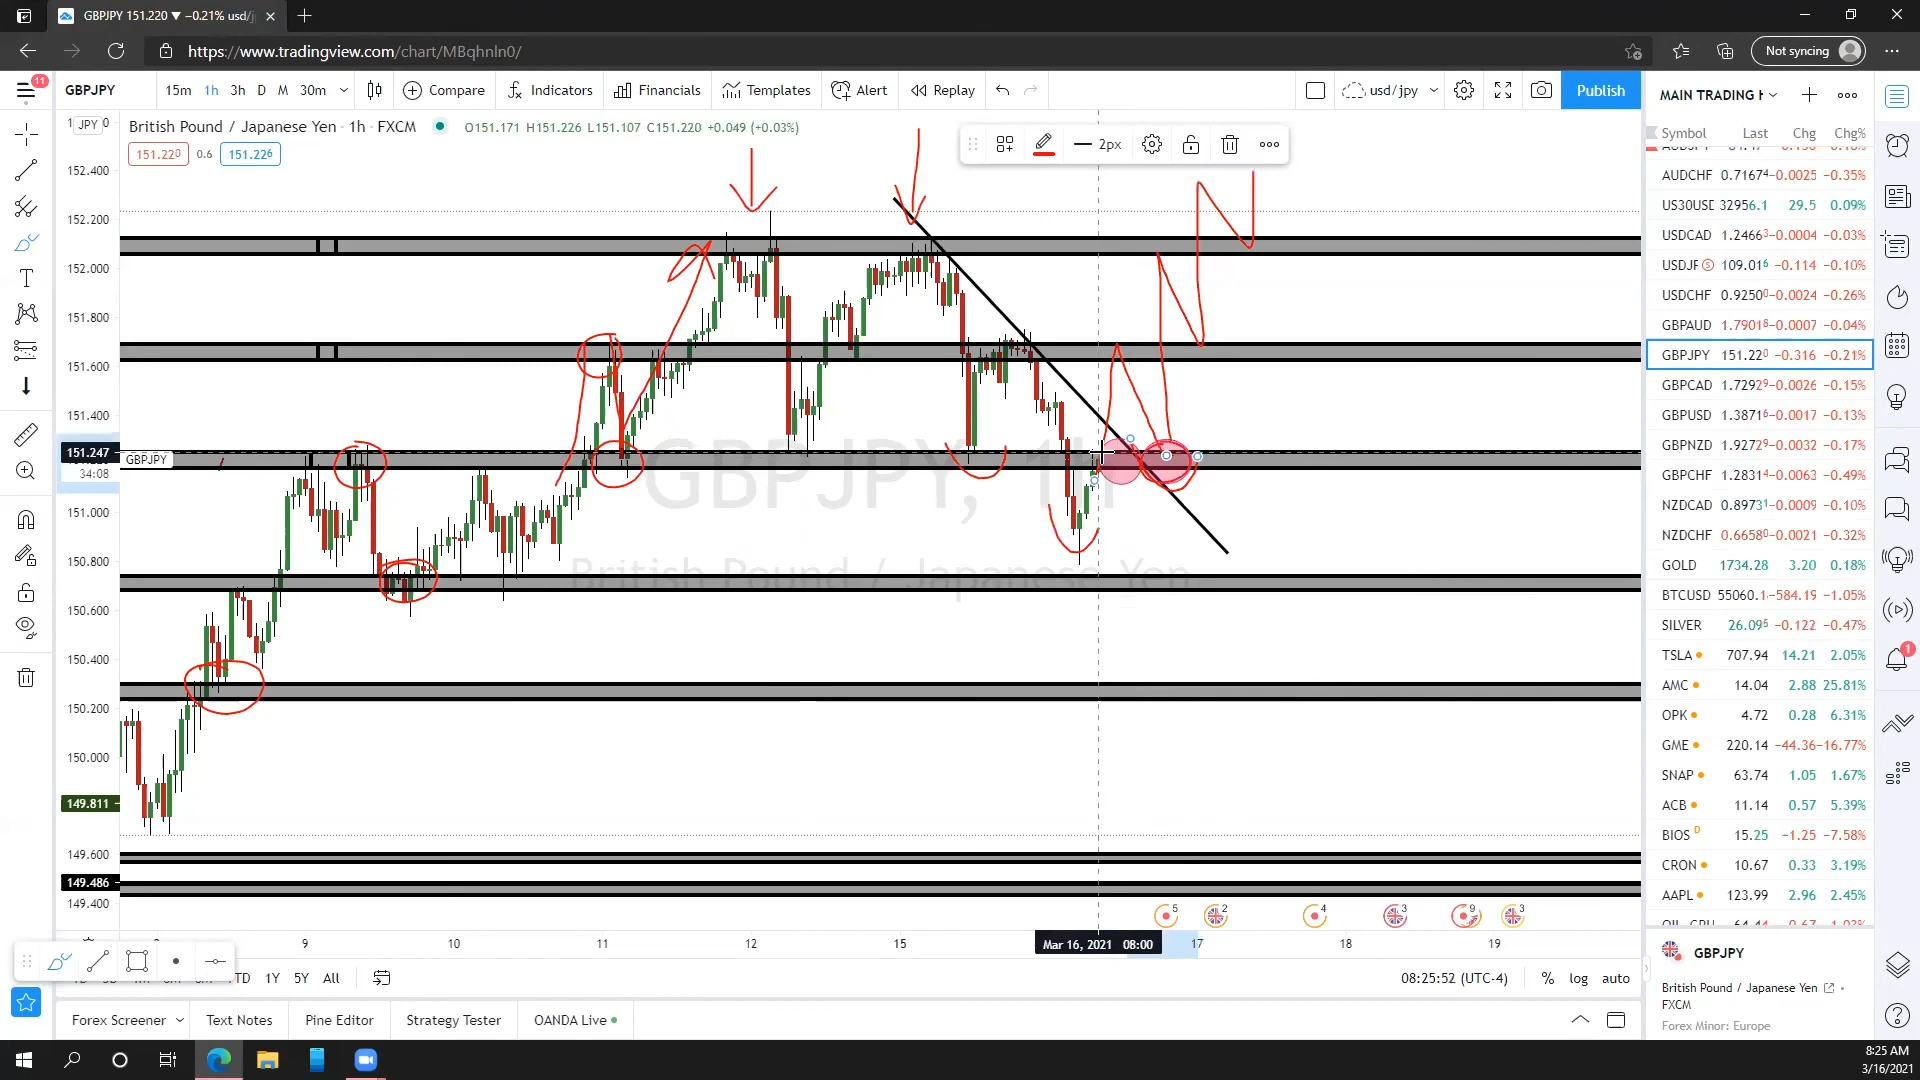 GBPJPY 151.220 ▼ −0.21% usd/j
https://www.tradingview.com/chart/MBqhnln0/
Not syncing
11
GBPJPY
15m 1h 3h D M 30m
Compare
Indicators
Financials
Templates
Alert
Replay
usd/jpy
Publish
MAIN TRADING
JPY
British Pound / Japanese Yen · 1h · FXCM
O151.171 H151.226 L151.107 C151.220 +0.049 (+0.03%)
151.220 0.6 151.226
2px
152.400
152.200
152.000
151.800
151.600
151.400
151.247
34:08
GBPJPY
151.000
150.800
150.600
150.400
150.200
150.000
149.811
149.600
149.486
149.400
GBPJPY, 1h
British Pound / Japanese Yen
5 2 4 3 9 3
9 10 11 12 15
Mar 16, 2021 08:00
17 18 19
TD 1Y 5Y All
08:25:52 (UTC-4)
% log auto
Forex Screener
Text Notes
Pine Editor
Strategy Tester
OANDA Live
Symbol Last Chg Chg%
AUDCHF 0.71674 −0.0025 −0.35%
US30USD 32956.1 29.5 0.09%
USDCAD 1.24663 −0.0004 −0.03%
USDJP 109.016 −0.114 −0.10%
USDCHF 0.92500 −0.0024 −0.26%
GBPAUD 1.79018 −0.0007 −0.04%
GBPJPY 151.220 −0.316 −0.21%
GBPCAD 1.72929 −0.0026 −0.15%
GBPUSD 1.38716 −0.0017 −0.13%
GBPNZD 1.92729 −0.0032 −0.17%
GBPCHF 1.28314 −0.0063 −0.49%
NZDCAD 0.89731 −0.0009 −0.10%
NZDCHF 0.66580 −0.0021 −0.32%
GOLD 1734.28 3.20 0.18%
BTCUSD 55060.1 −584.19 −1.05%
SILVER 26.095 −0.122 −0.47%
TSLA 707.94 14.21 2.05%
AMC 14.04 2.88 25.81%
OPK 4.72 0.28 6.31%
GME 220.14 −44.36 −16.77%
SNAP 63.74 1.05 1.67%
ACB 11.14 0.57 5.39%
BIOS D 15.25 −1.25 −7.58%
CRON 10.67 0.33 3.19%
AAPL 123.99 2.96 2.45%
GBPJPY
British Pound / Japanese Yen
FXCM
Forex Minor: Europe
1
8:25 AM
3/16/2021